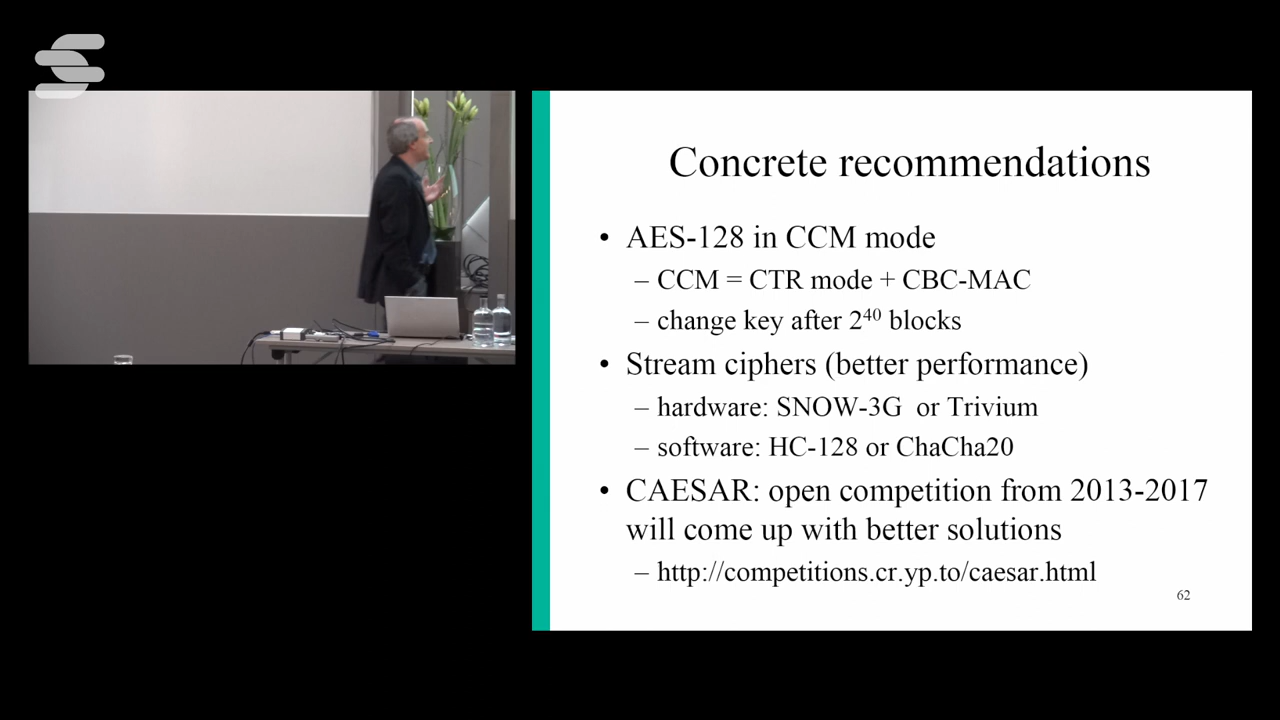 Concrete recommendations
• AES-128 in CCM mode
– CCM = CTR mode + CBC-MAC
– change key after 2⁴⁰ blocks
• Stream ciphers (better performance)
– hardware: SNOW-3G or Trivium
– software: HC-128 or ChaCha20
• CAESAR: open competition from 2013-2017
will come up with better solutions
– http://competitions.cr.yp.to/caesar.html
62